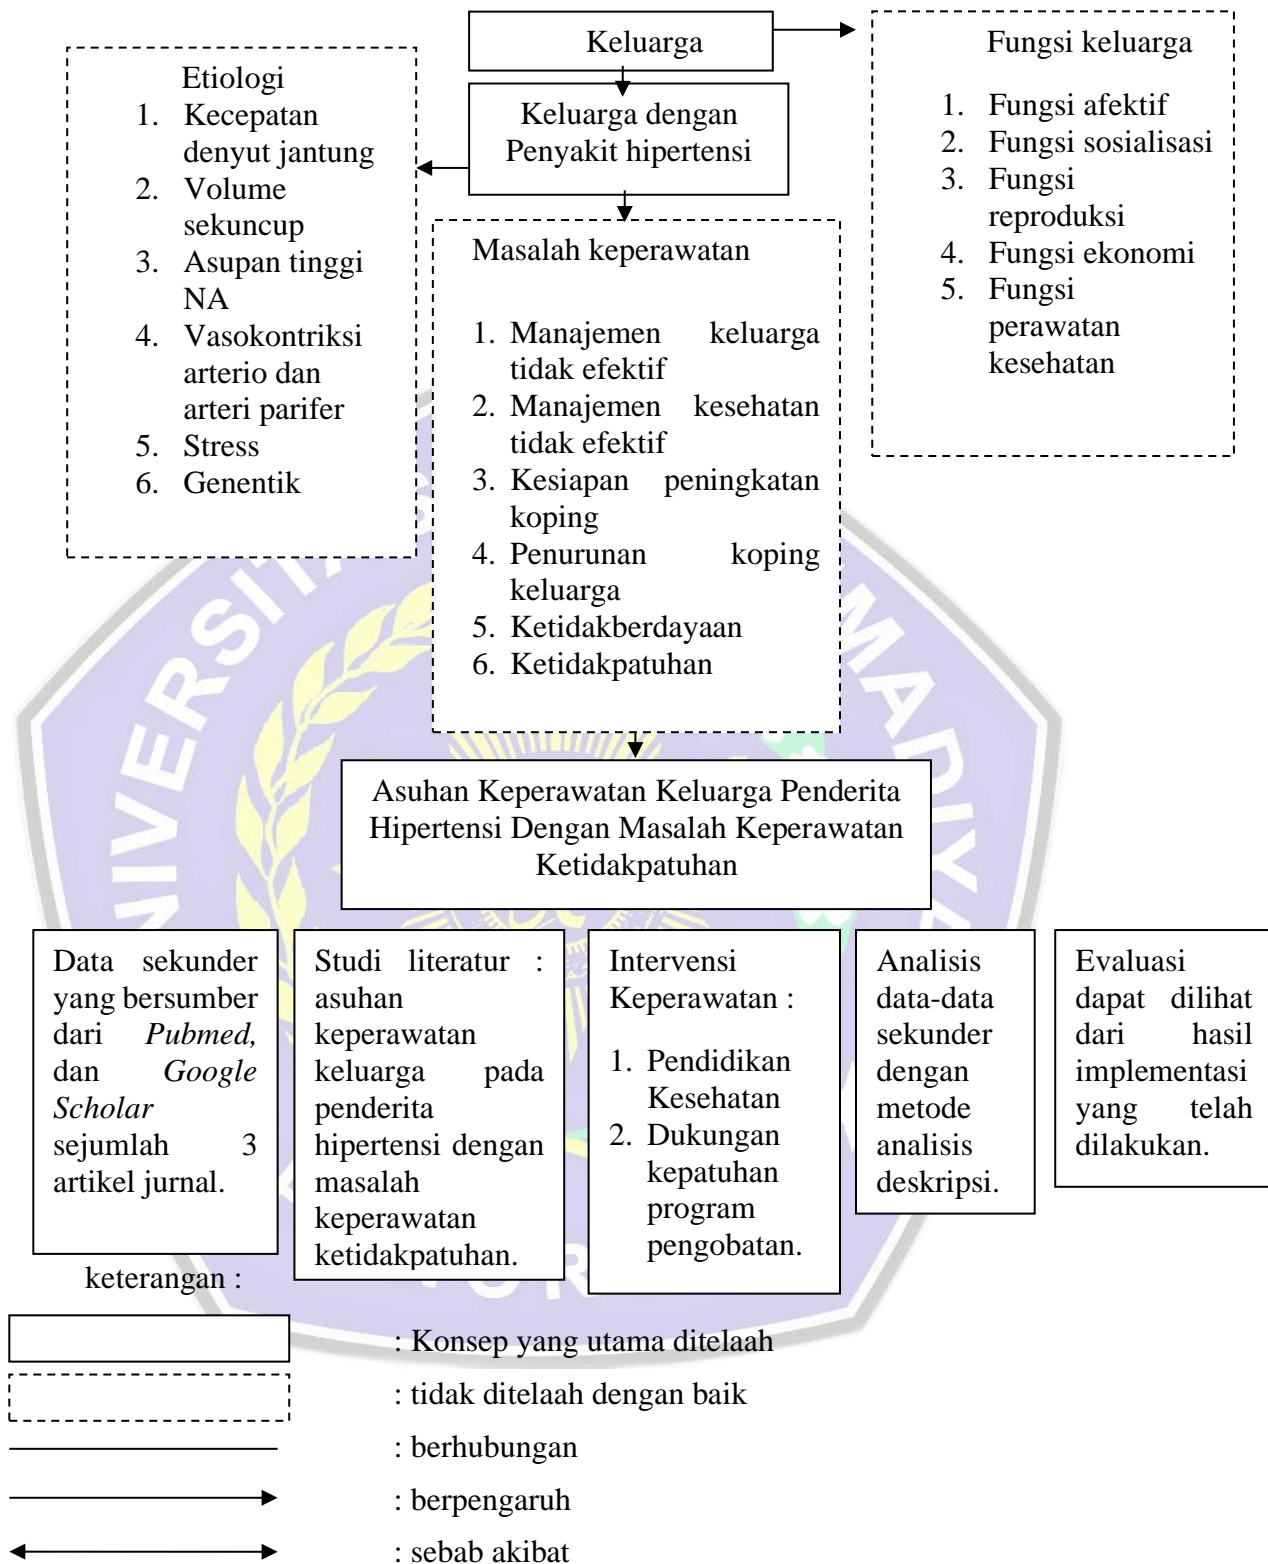 Keluarga
Fungsi keluarga
1. Fungsi afektif
2. Fungsi sosialisasi
3. Fungsi
reproduksi
4. Fungsi ekonomi
5. Fungsi
perawatan
kesehatan
Etiologi
1. Kecepatan
denyut jantung
2. Volume
sekuncup
3. Asupan tinggi
NA
4. Vasokontriksi
arterio dan
arteri parifer
5. Stress
6. Genentik
Keluarga dengan
Penyakit hipertensi
Masalah keperawatan
1. Manajemen keluarga
tidak efektif
2. Manajemen kesehatan
tidak efektif
3. Kesiapan peningkatan
koping
4. Penurunan koping
keluarga
5. Ketidakberdayaan
6. Ketidakpatuhan
Asuhan Keperawatan Keluarga Penderita
Hipertensi Dengan Masalah Keperawatan
Ketidakpatuhan
Data sekunder
yang bersumber
dari Pubmed,
dan Google
Scholar
sejumlah 3
artikel jurnal.
Studi literatur :
asuhan
keperawatan
keluarga pada
penderita
hipertensi dengan
masalah
keperawatan
ketidakpatuhan.
Intervensi
Keperawatan :
1. Pendidikan
Kesehatan
2. Dukungan
kepatuhan
program
pengobatan.
Analisis
data-data
sekunder
dengan
metode
analisis
deskripsi.
Evaluasi
dapat dilihat
dari hasil
implementasi
yang telah
dilakukan.
keterangan :
: Konsep yang utama ditelaah
: tidak ditelaah dengan baik
: berhubungan
: berpengaruh
: sebab akibat